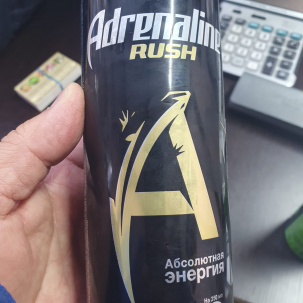 Adrenaline
RUSH
Абсолютная
энергия